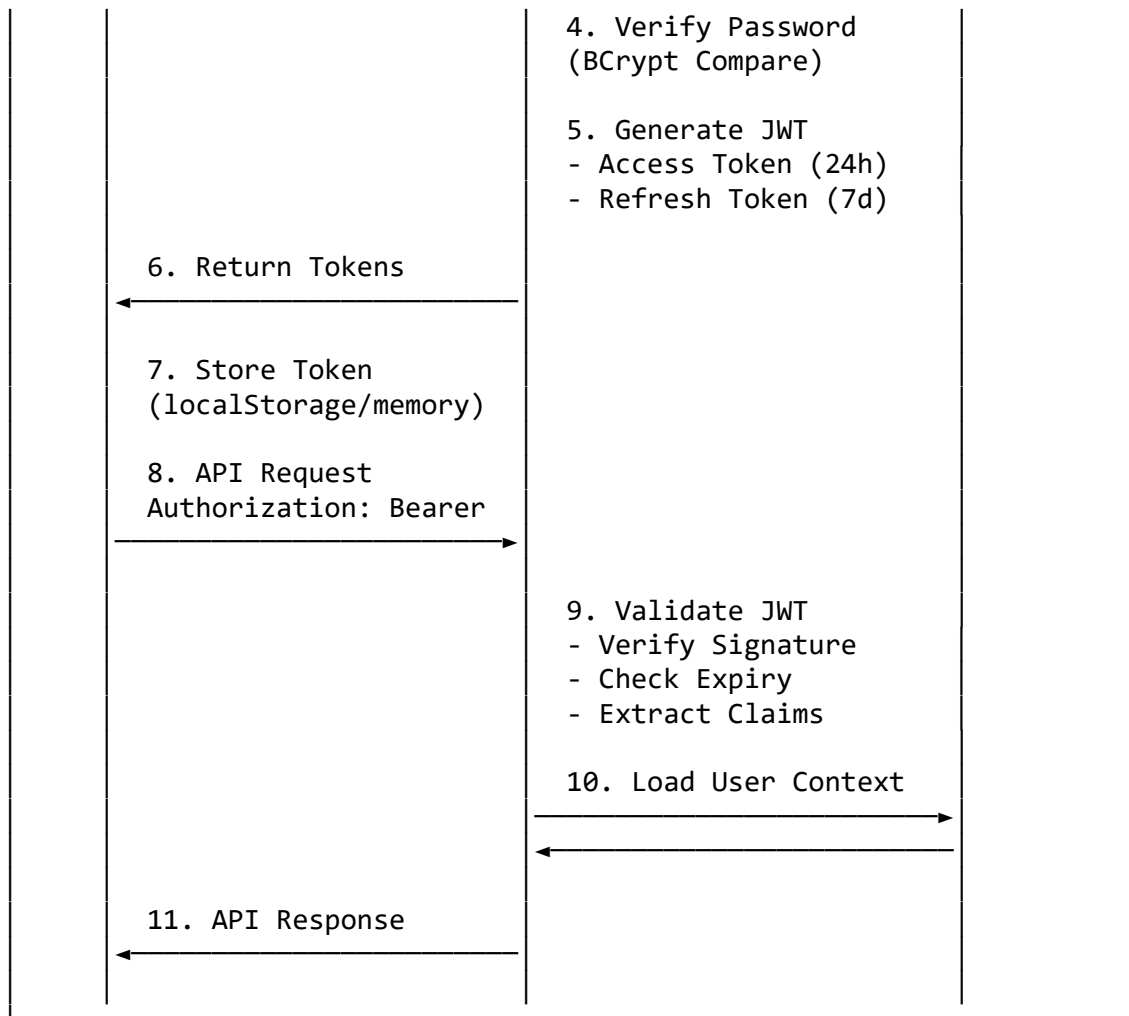 4. Verify Password
(BCrypt Compare)
5. Generate JWT
- Access Token (24h)
- Refresh Token (7d)
6. Return Tokens
7. Store Token
(localStorage/memory)
8. API Request
Authorization: Bearer
9. Validate JWT
- Verify Signature
- Check Expiry
- Extract Claims
10. Load User Context
11. API Response